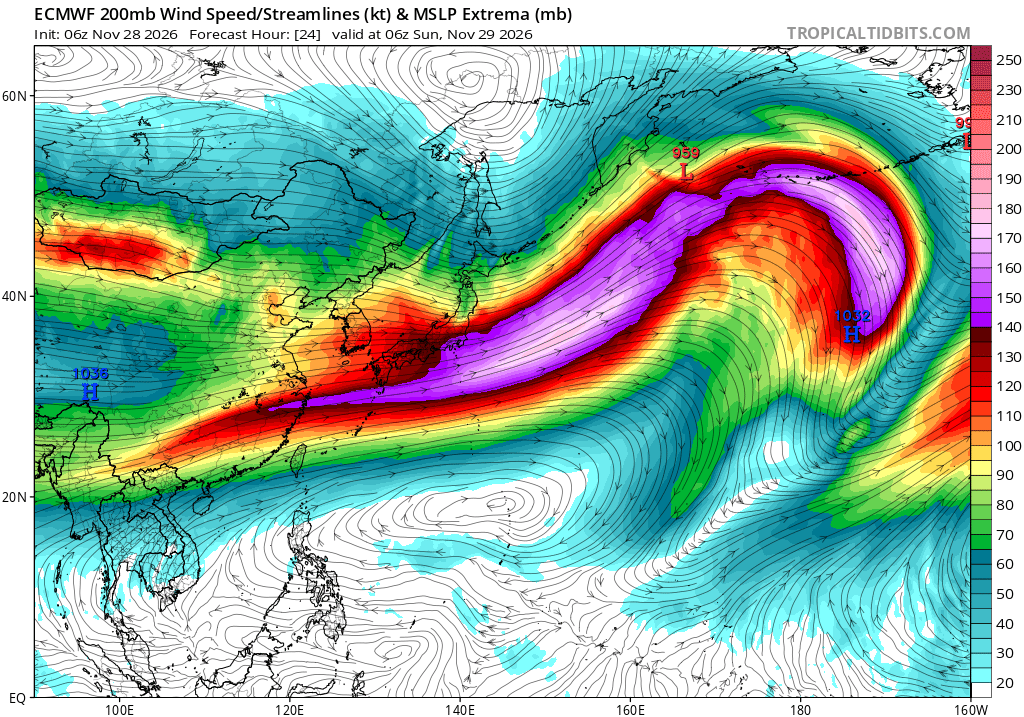 ECMWF 200mb Wind Speed/Streamlines (kt) & MSLP Extrema (mb)
Init: 06z Nov 28 2026 Forecast Hour: [24] valid at 06z Sun, Nov 29 2026
TROPICALTIDBITS.COM
60N
40N
20N
EQ
100E
120E
140E
160E
180
160W
959
L
1032
H
1036
H
250
230
210
200
190
180
170
160
150
140
130
120
110
100
90
80
70
60
50
40
30
20